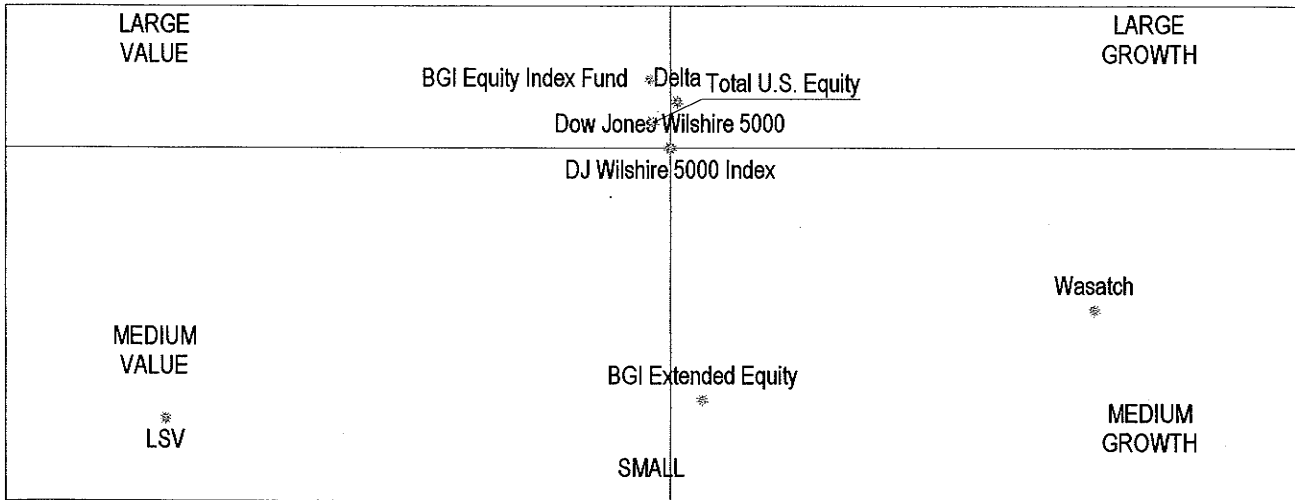 LARGE
VALUE
LARGE
GROWTH
BGI Equity Index Fund
Delta
Total U.S. Equity
Dow Jones Wilshire 5000
DJ Wilshire 5000 Index
Wasatch
MEDIUM
VALUE
BGI Extended Equity
LSV
MEDIUM
GROWTH
SMALL